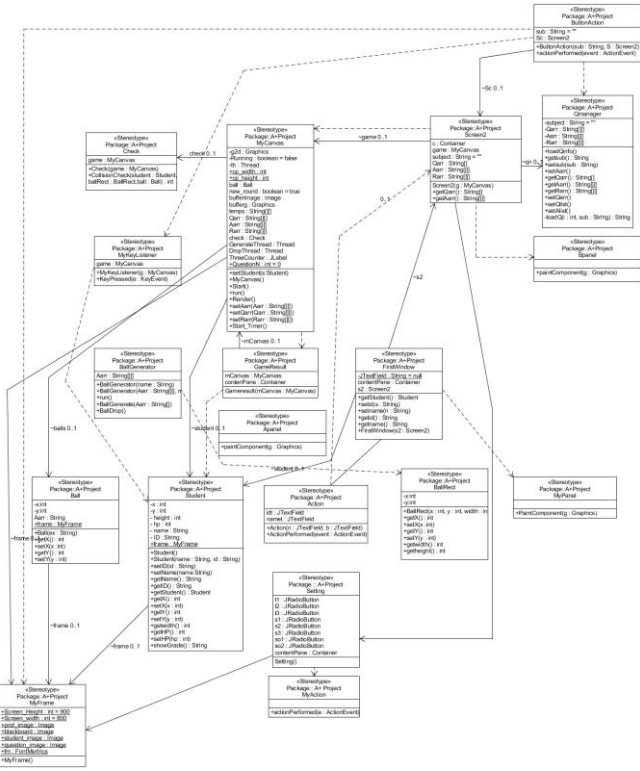 «Stereotype»
Package::A+Project
ButtonAction
sub : String = ""
Sc : Screen2
+ButtonAction(sub : String, S : Screen2)
+actionPerformed(event : ActionEvent)
~Sc 0..1
«Stereotype»
Package::A+Project
Qmanager
-subject : String = ""
-Qarr : String[][]
-Aarr : String[][]
-Rarr : String[][]
+loadQinfo()
+getsub() : String
+setsub(sub : String)
+setAarr()
+getQarr() : String[][]
+getAarr() : String[][]
+getRarr() : String[][]
+setQarr()
+setQlist()
+setAlist()
-loadQ(i : int, sub : String) : String
«Stereotype»
Package::A+Project
Screen2
c : Container
game : MyCanvas
subject : String = ""
Qarr : String[][]
Aarr : String[][]
Rarr : String[][]
Screen2(g : MyCanvas)
+getQarr() : String[][]
+getAarr() : String[][]
~game 0..1
~qn 0..1
«Stereotype»
Package::A+Project
MyCanvas
-g2d : Graphics
-Running : boolean = false
-th : Thread
+cp_width : int
+cp_height : int
ball : Ball
new_round : boolean = true
bufferImage : Image
bufferg : Graphics
temps : String[][]
Qarr : String[][]
Aarr : String[][]
Rarr : String[][]
check : Check
GenerateThread : Thread
DropThread : Thread
ThreeCounter : JLabel
+QuestionN : int = 0
+setStudent(s:Student)
+MyCanvas()
+Start()
+run()
+Render()
+setAarr(Aarr : String[][])
+setQarr(Qarr : String[][])
+setRarr(Rarr : String[][])
+Start_Timer()
check 0..1
«Stereotype»
Package::A+Project
Check
game : MyCanvas
+Check(game : MyCanvas)
+CollisionCheck(student : Student,
ballRect : BallRect,ball : Ball) : int
0..1
«Stereotype»
Package::A+Project
MyKeyListener
game : MyCanvas
+MyKeyListener(g : MyCanvas)
+KeyPressed(e : KeyEvent)
«Stereotype»
Package::A+Project
Bpanel
+paintComponent(g : Graphics)
~s2
~mCanvas 0..1
«Stereotype»
Package::A+Project
BallGenerator
Aarr : String[][]
+BallGenerator(name : String)
+BallGenerator(Aarr : String[][], n
+run()
+BallGenerate(Aarr : String[])
+BallDrop()
«Stereotype»
Package::A+Project
GameResult
mCanvas : MyCanvas
contentPane : Container
+Gameresult(mCanvas : MyCanvas)
«Stereotype»
Package::A+Project
FirstWindow
-JTextField : String = null
contentPane : Container
s2 : Screen2
+getStudent() : Student
+setid(s : String)
+setname(n : String)
+getid() : String
+getname() : String
+FirstWindow(s2 : Screen2)
«Stereotype»
Package::A+Project
Apanel
+paintComponent(g : Graphics)
~balls 0..1
~student 0..1
~student 0..1
«Stereotype»
Package::A+Project
Ball
-x:int
-y:int
Aarr : String
+frame : MyFrame
+Ball(ex) : String)
+getX() : int
+setX(x : int)
+getY() : int
+setY(y : int)
~frame 0..1
«Stereotype»
Package::A+Project
Student
-x : int
-y : int
- height : int
- hp : int
- name : String
- ID : String
+frame : MyFrame
+Student()
+Student(name : String, id : String)
+setID(id : String)
+setName(name:String)
+getName() : String
+getID() : String
+getStudent() : Student
+getX() : int
+setX(x : int)
+getY() : int
+setY(y : int)
+getwidth() : int
+getHP() : int
+setHP(hp : int)
+showGrade() : String
«Stereotype»
Package::A+Project
Action
idt : JTextField
namet : JTextField
+Action(n : JTextField, b : JTextField)
+ActionPerformed(event : ActionEvent)
«Stereotype»
Package::A+Project
BallRect
-x:int
-y:int
+BallRect(x : int, y : int, width : in
+getX() : int
+setX(x : int)
+getY() : int
+setY(y : int)
+getwidth() : int
+getheight() : int
«Stereotype»
Package::A+Project
MyPanel
+PaintComponent(g : Graphics)
«Stereotype»
Package :: A+Project
Setting
t1 : JRadioButton
t2 : JRadioButton
t3 : JRadioButton
s1 : JRadioButton
s2 : JRadioButton
s3 : JRadioButton
so1 : JRadioButton
so2 : JRadioButton
contentPane : Container
Setting()
~frame 0..1
~frame 0..1
«Stereotype»
Package:: A+ Project
MyAction
+actionPerformed(e : ActionEvent)
«Stereotype»
Package::A+Project
MyFrame
+Screen_Height : int = 900
+Screen_width : int = 800
+prof_image : Image
+blackboard : Image
+student_image : Image
+question_image : Image
+fm : FontMetrics
+MyFrame()